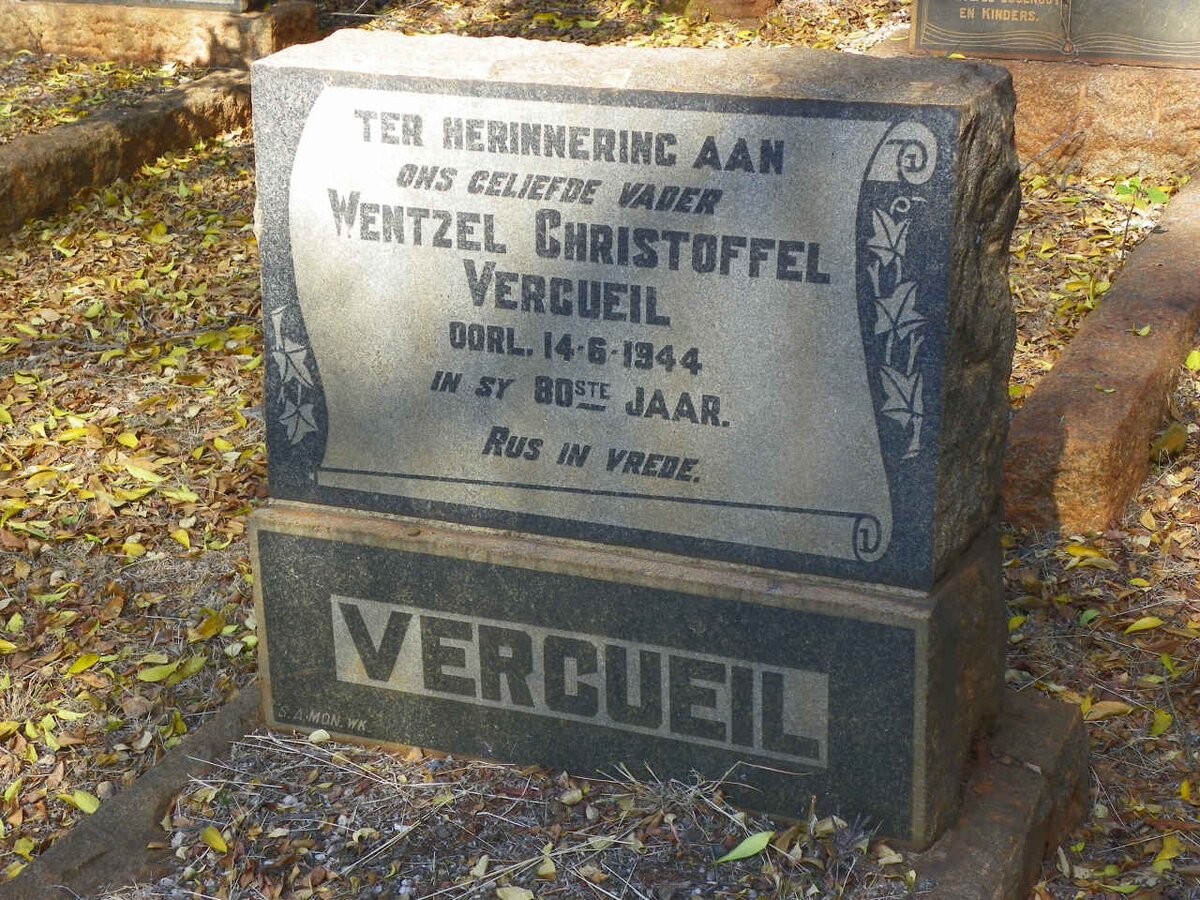 EN KINDERS.
TER HERINNERING AAN
ONS GELIEFDE VADER
WENTZEL CHRISTOFFEL
VERCUEIL
OORL. 14-6-1944
IN SY 80STE JAAR.
RUS IN VREDE.
VERCUEIL
S.A. MON. WK